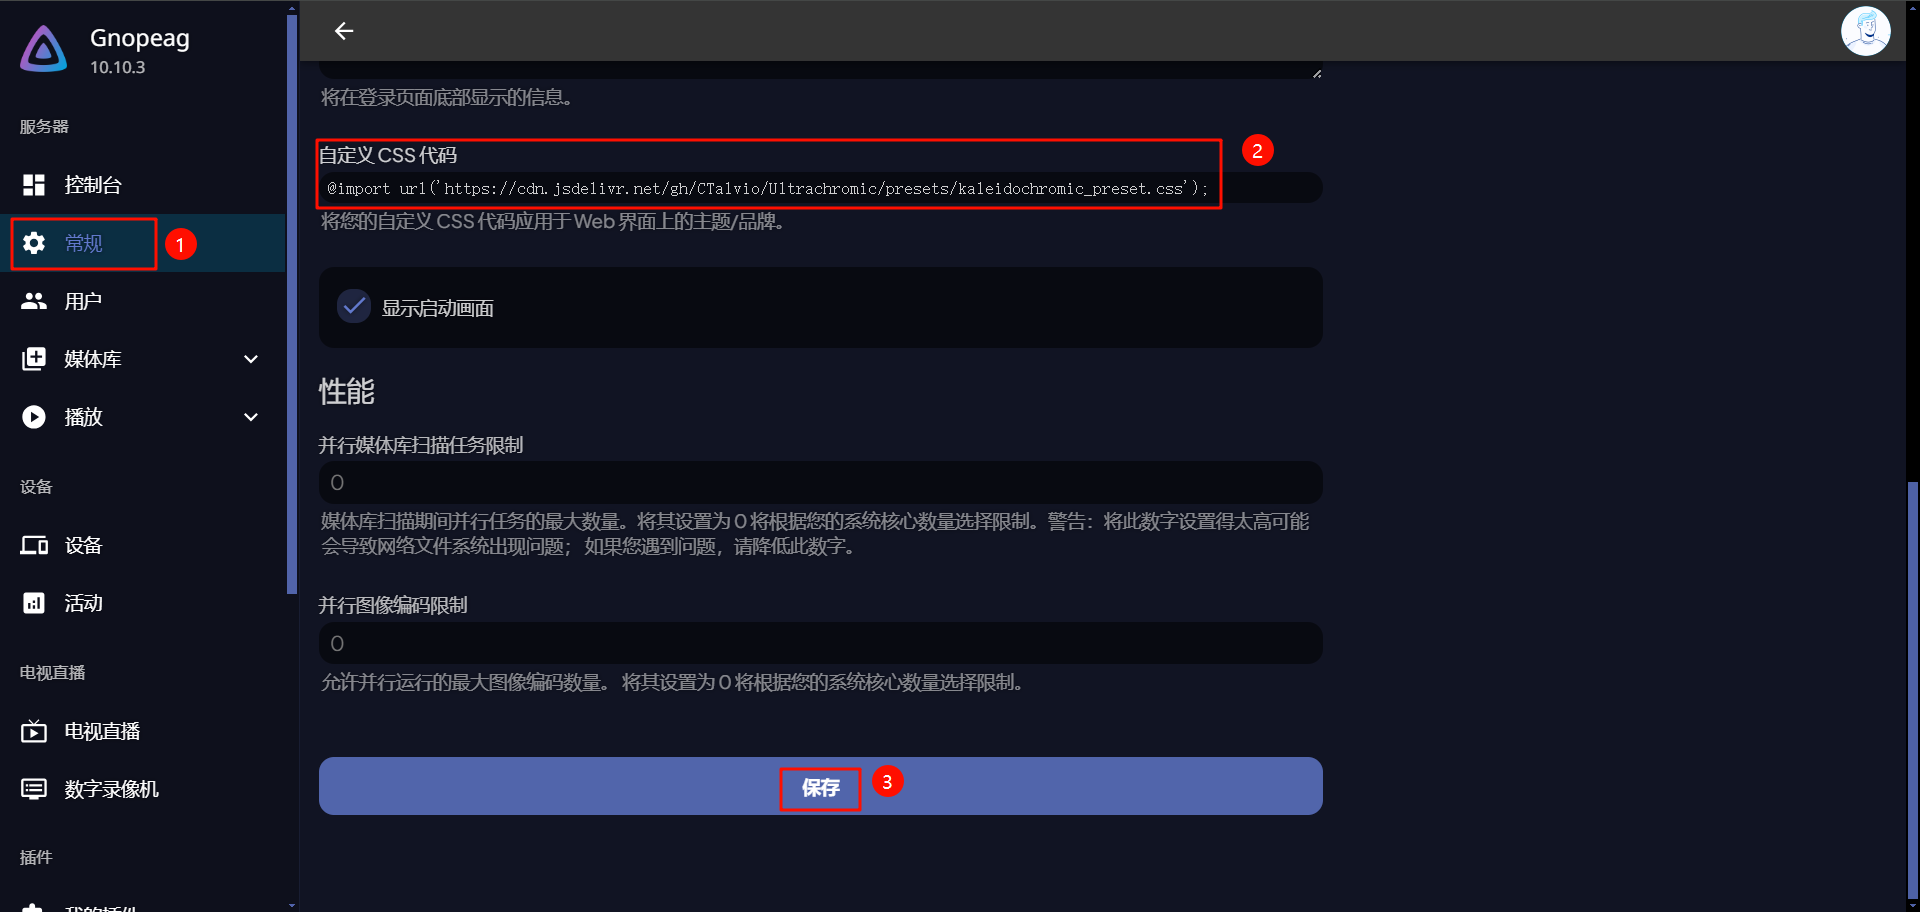 Gnopeag
10.10.3
服务器
控制台
常规
1
用户
媒体库
播放
设备
设备
活动
电视直播
电视直播
数字录像机
插件
我的插件
将在登录页面底部显示的信息。
自定义 CSS 代码
2
@import url('https://cdn.jsdelivr.net/gh/CTalvio/Ultrachromic/presets/kaleidochromic_preset.css');
将您的自定义 CSS 代码应用于 Web 界面上的主题/品牌。
显示启动画面
性能
并行媒体库扫描任务限制
0
媒体库扫描期间并行任务的最大数量。将其设置为 0 将根据您的系统核心数量选择限制。警告：将此数字设置得太高可能
会导致网络文件系统出现问题；如果您遇到问题，请降低此数字。
并行图像编码限制
0
允许并行运行的最大图像编码数量。 将其设置为 0 将根据您的系统核心数量选择限制。
保存
3